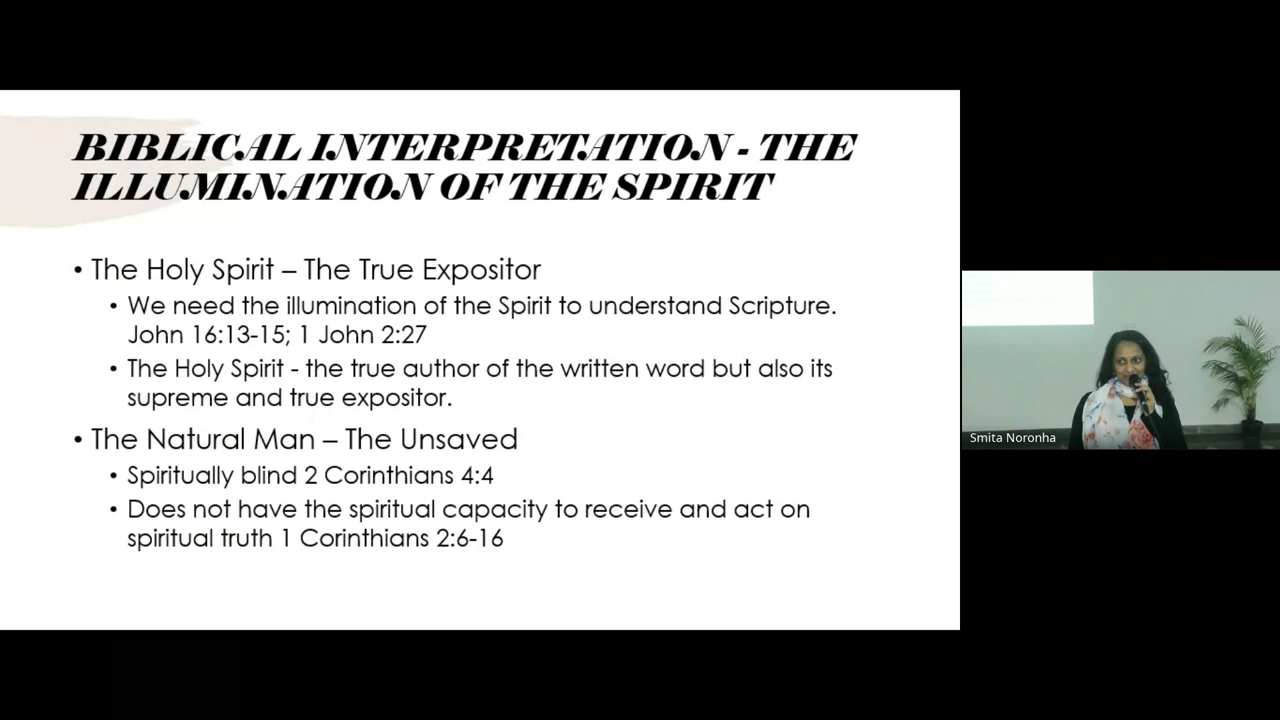 BIBLICAL INTERPRETATION - THE
ILLUMINATION OF THE SPIRIT
• The Holy Spirit – The True Expositor
• We need the illumination of the Spirit to understand Scripture.
John 16:13-15; 1 John 2:27
• The Holy Spirit - the true author of the written word but also its
supreme and true expositor.
• The Natural Man – The Unsaved
• Spiritually blind 2 Corinthians 4:4
• Does not have the spiritual capacity to receive and act on
spiritual truth 1 Corinthians 2:6-16
Smita Noronha